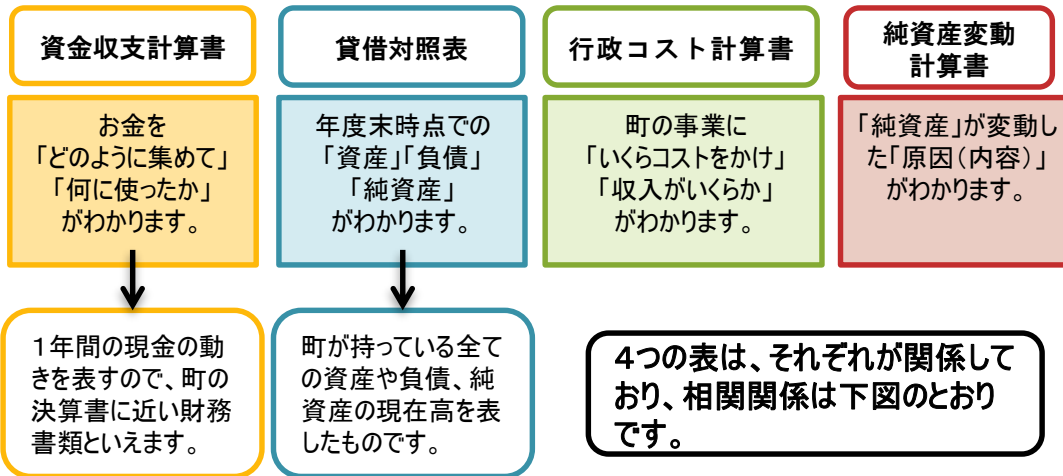 資金収支計算書
お金を
「どのように集めて」
「何に使ったか」
がわかります。
１年間の現金の動
きを表すので、町の
決算書に近い財務
書類といえます。
貸借対照表
年度末時点での
「資産」「負債」
「純資産」
がわかります。
町が持っている全て
の資産や負債、純
資産の現在高を表
したものです。
行政コスト計算書
町の事業に
「いくらコストをかけ」
「収入がいくらか」
がわかります。
純資産変動
計算書
「純資産」が変動し
た「原因（内容）」
がわかります。
４つの表は、それぞれが関係して
おり、相関関係は下図のとおり
です。